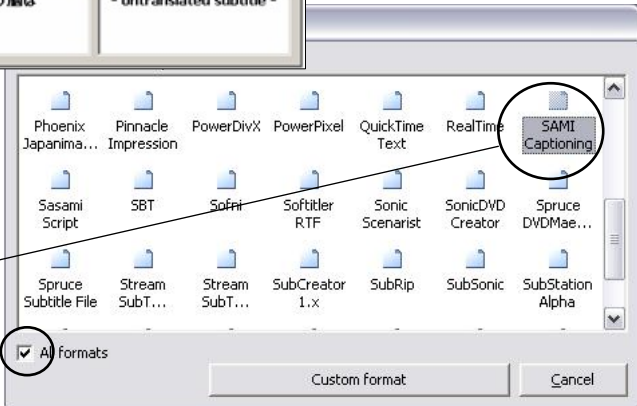 - untranslated subtitle -
Phoenix Pinnacle PowerDivX PowerPixel QuickTime RealTime SAMI
Japanima... Impression Text Captioning
Sasami SBT Sofni Softitler Sonic SonicDVD Spruce
Script RTF Scenarist Creator DVDMae...
Spruce Stream Stream SubCreator SubRip SubSonic SubStation
Subtitle File SubT... SubT... 1.x Alpha
All formats
Custom format Cancel